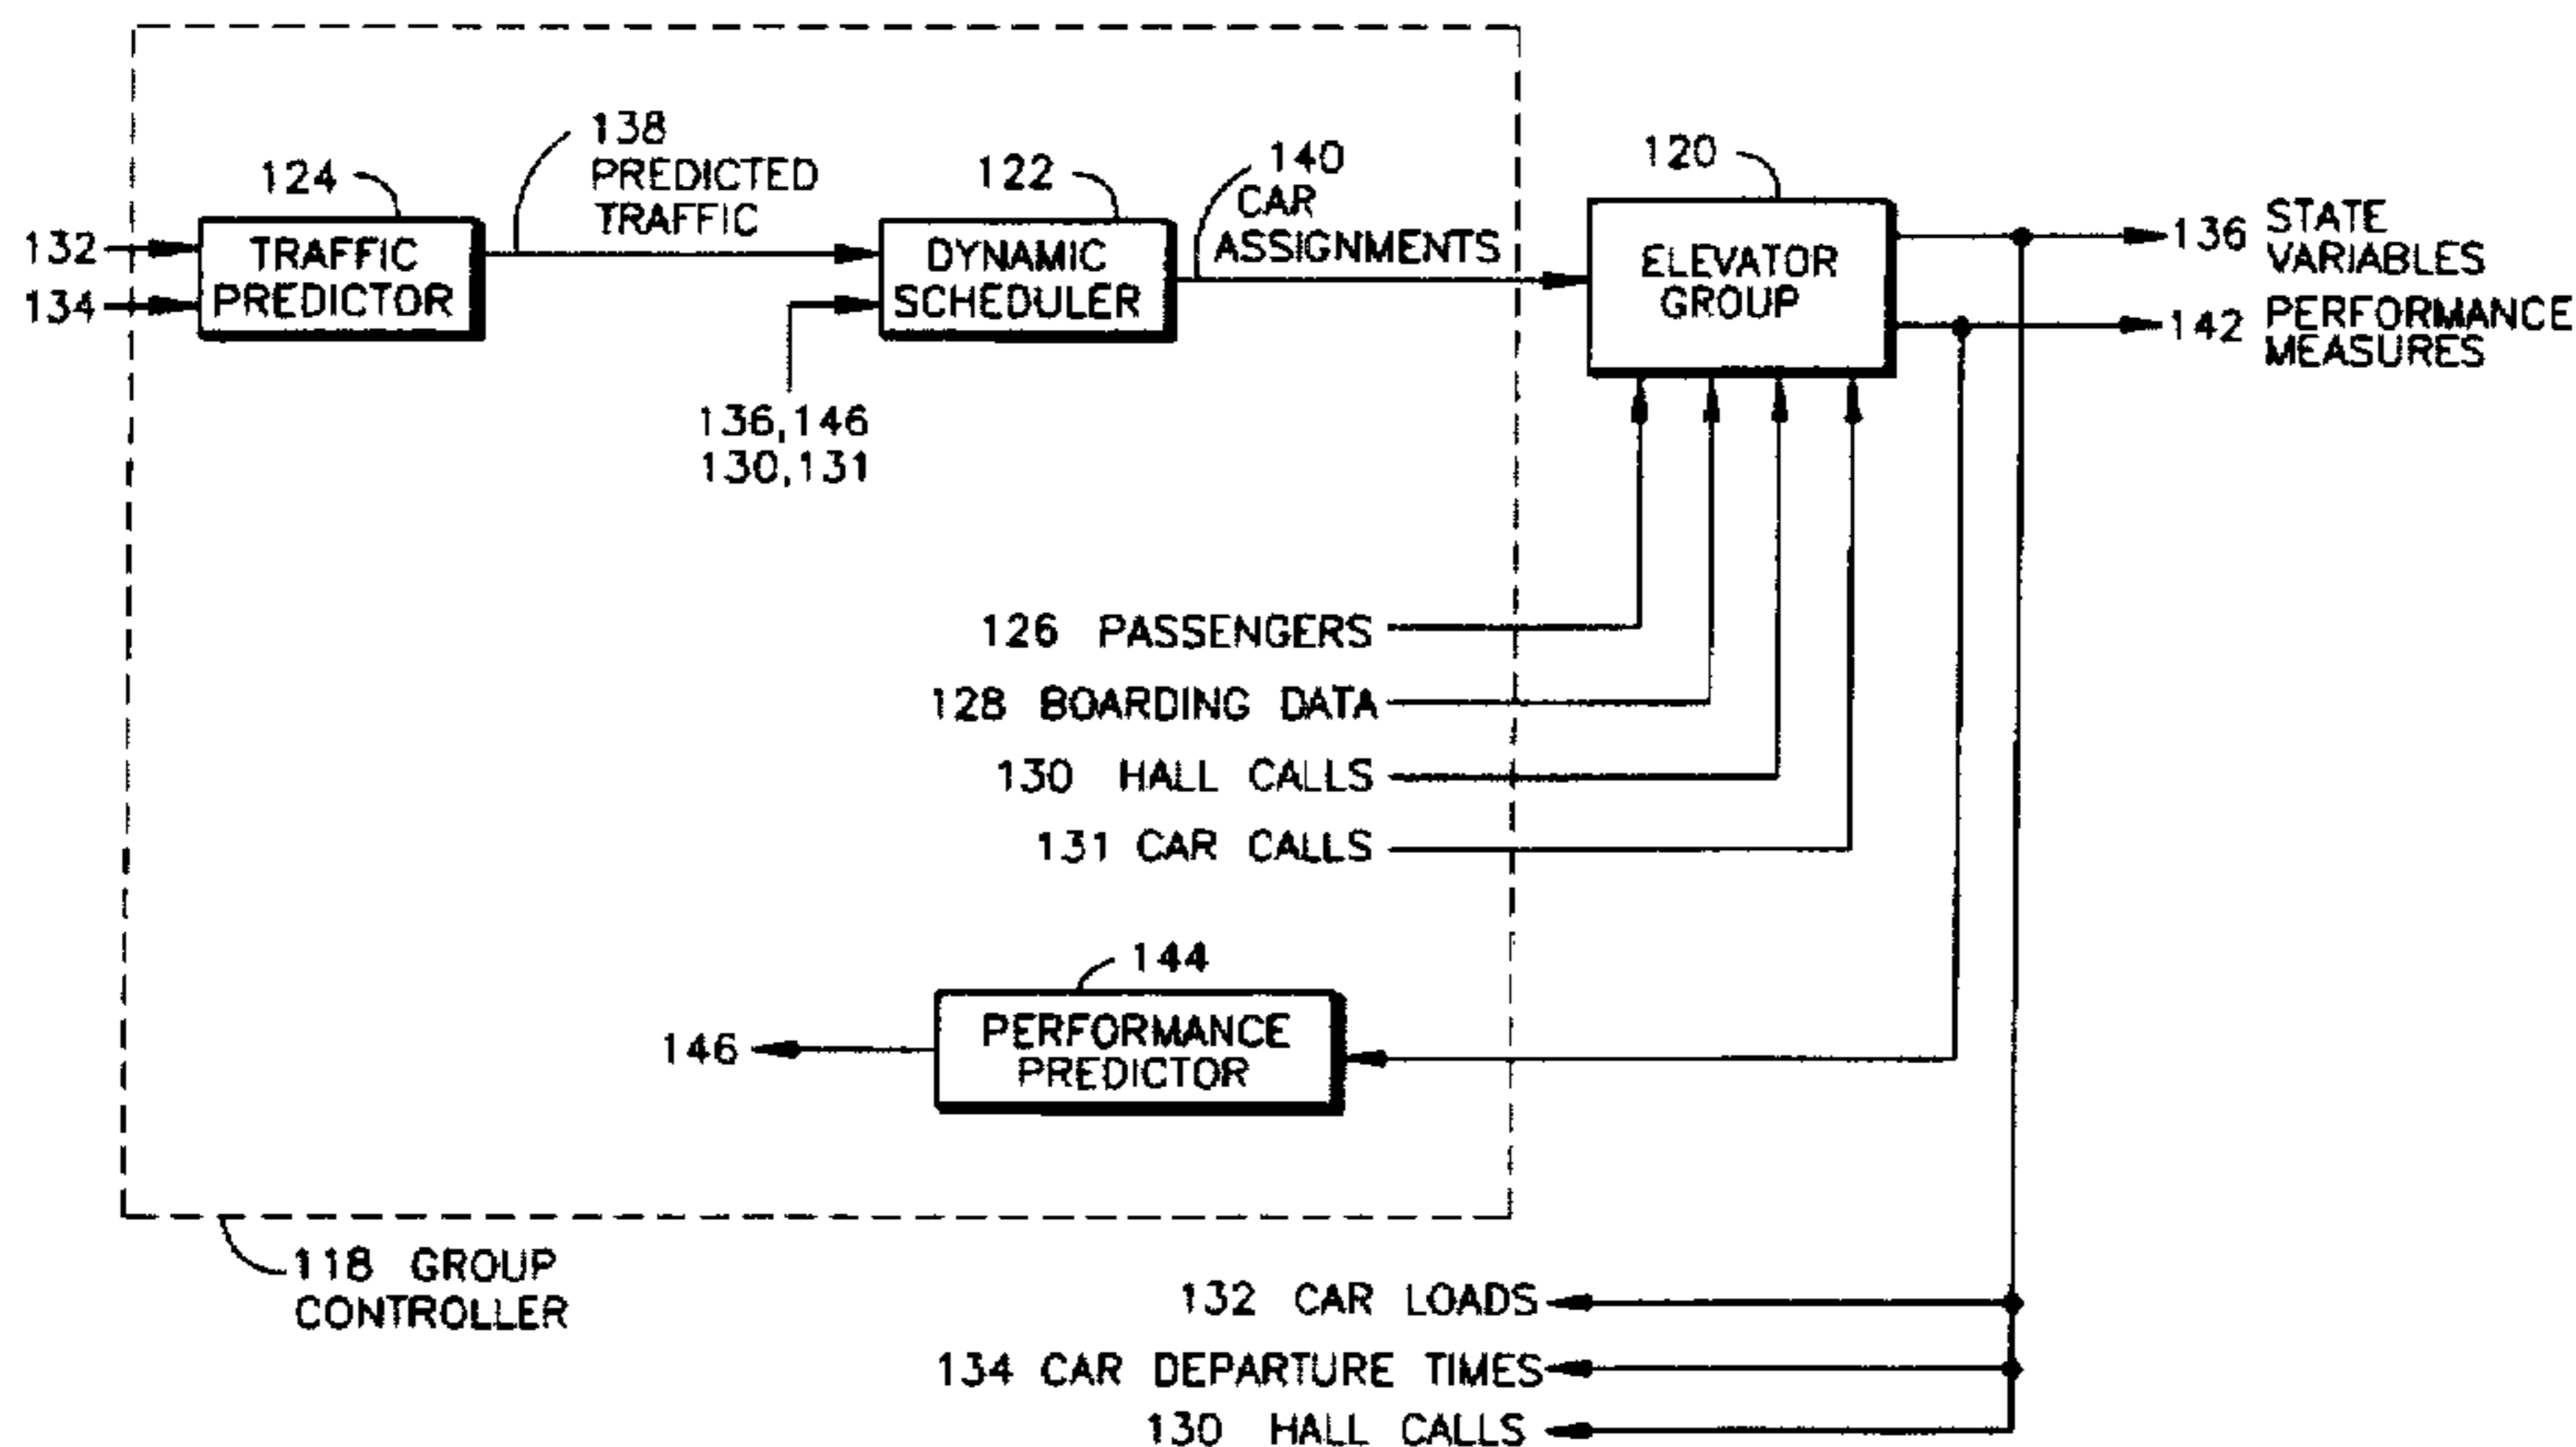 138
PREDICTED
TRAFFIC
124
122
140
CAR
ASSIGNMENTS
120
132
134
TRAFFIC
PREDICTOR
DYNAMIC
SCHEDULER
ELEVATOR
GROUP
136 STATE
VARIABLES
142 PERFORMANCE
MEASURES
136,146
130,131
126 PASSENGERS
128 BOARDING DATA
130 HALL CALLS
131 CAR CALLS
144
PERFORMANCE
PREDICTOR
146
118 GROUP
CONTROLLER
132 CAR LOADS
134 CAR DEPARTURE TIMES
130 HALL CALLS